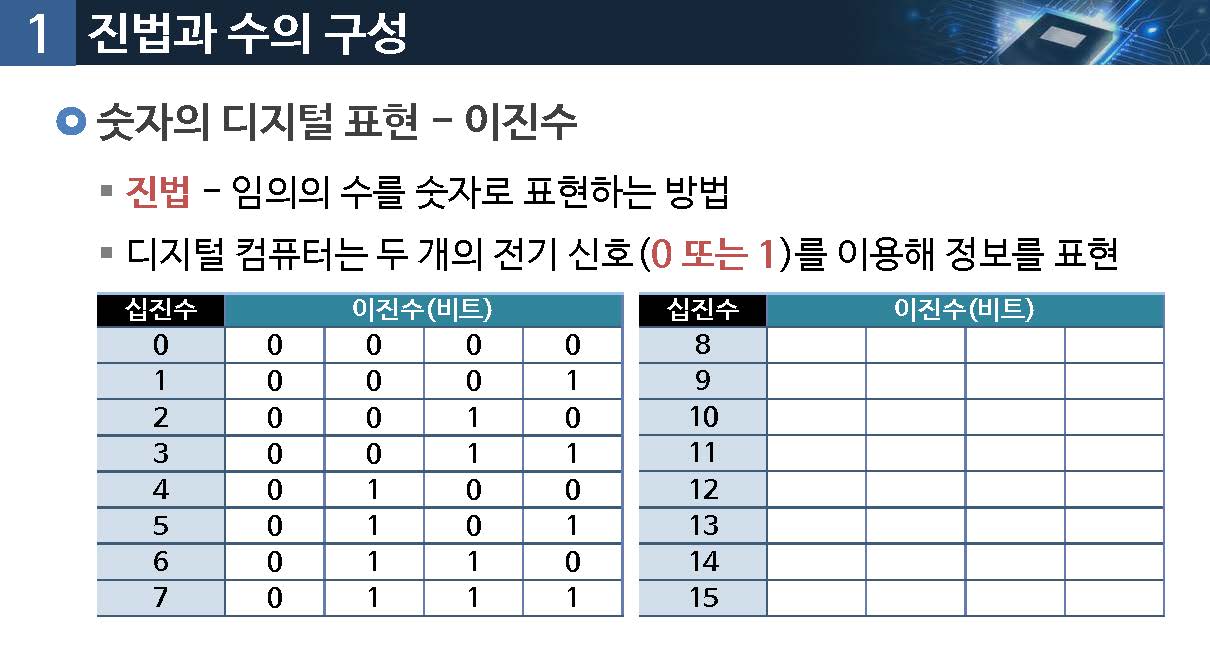 1 진법과 수의 구성
숫자의 디지털 표현 – 이진수
진법 – 임의의 수를 숫자로 표현하는 방법
디지털 컴퓨터는 두 개의 전기 신호(0 또는 1)를 이용해 정보를 표현
십진수 이진수(비트)
0 0 0 0 0
1 0 0 0 1
2 0 0 1 0
3 0 0 1 1
4 0 1 0 0
5 0 1 0 1
6 0 1 1 0
7 0 1 1 1
십진수 이진수(비트)
8
9
10
11
12
13
14
15